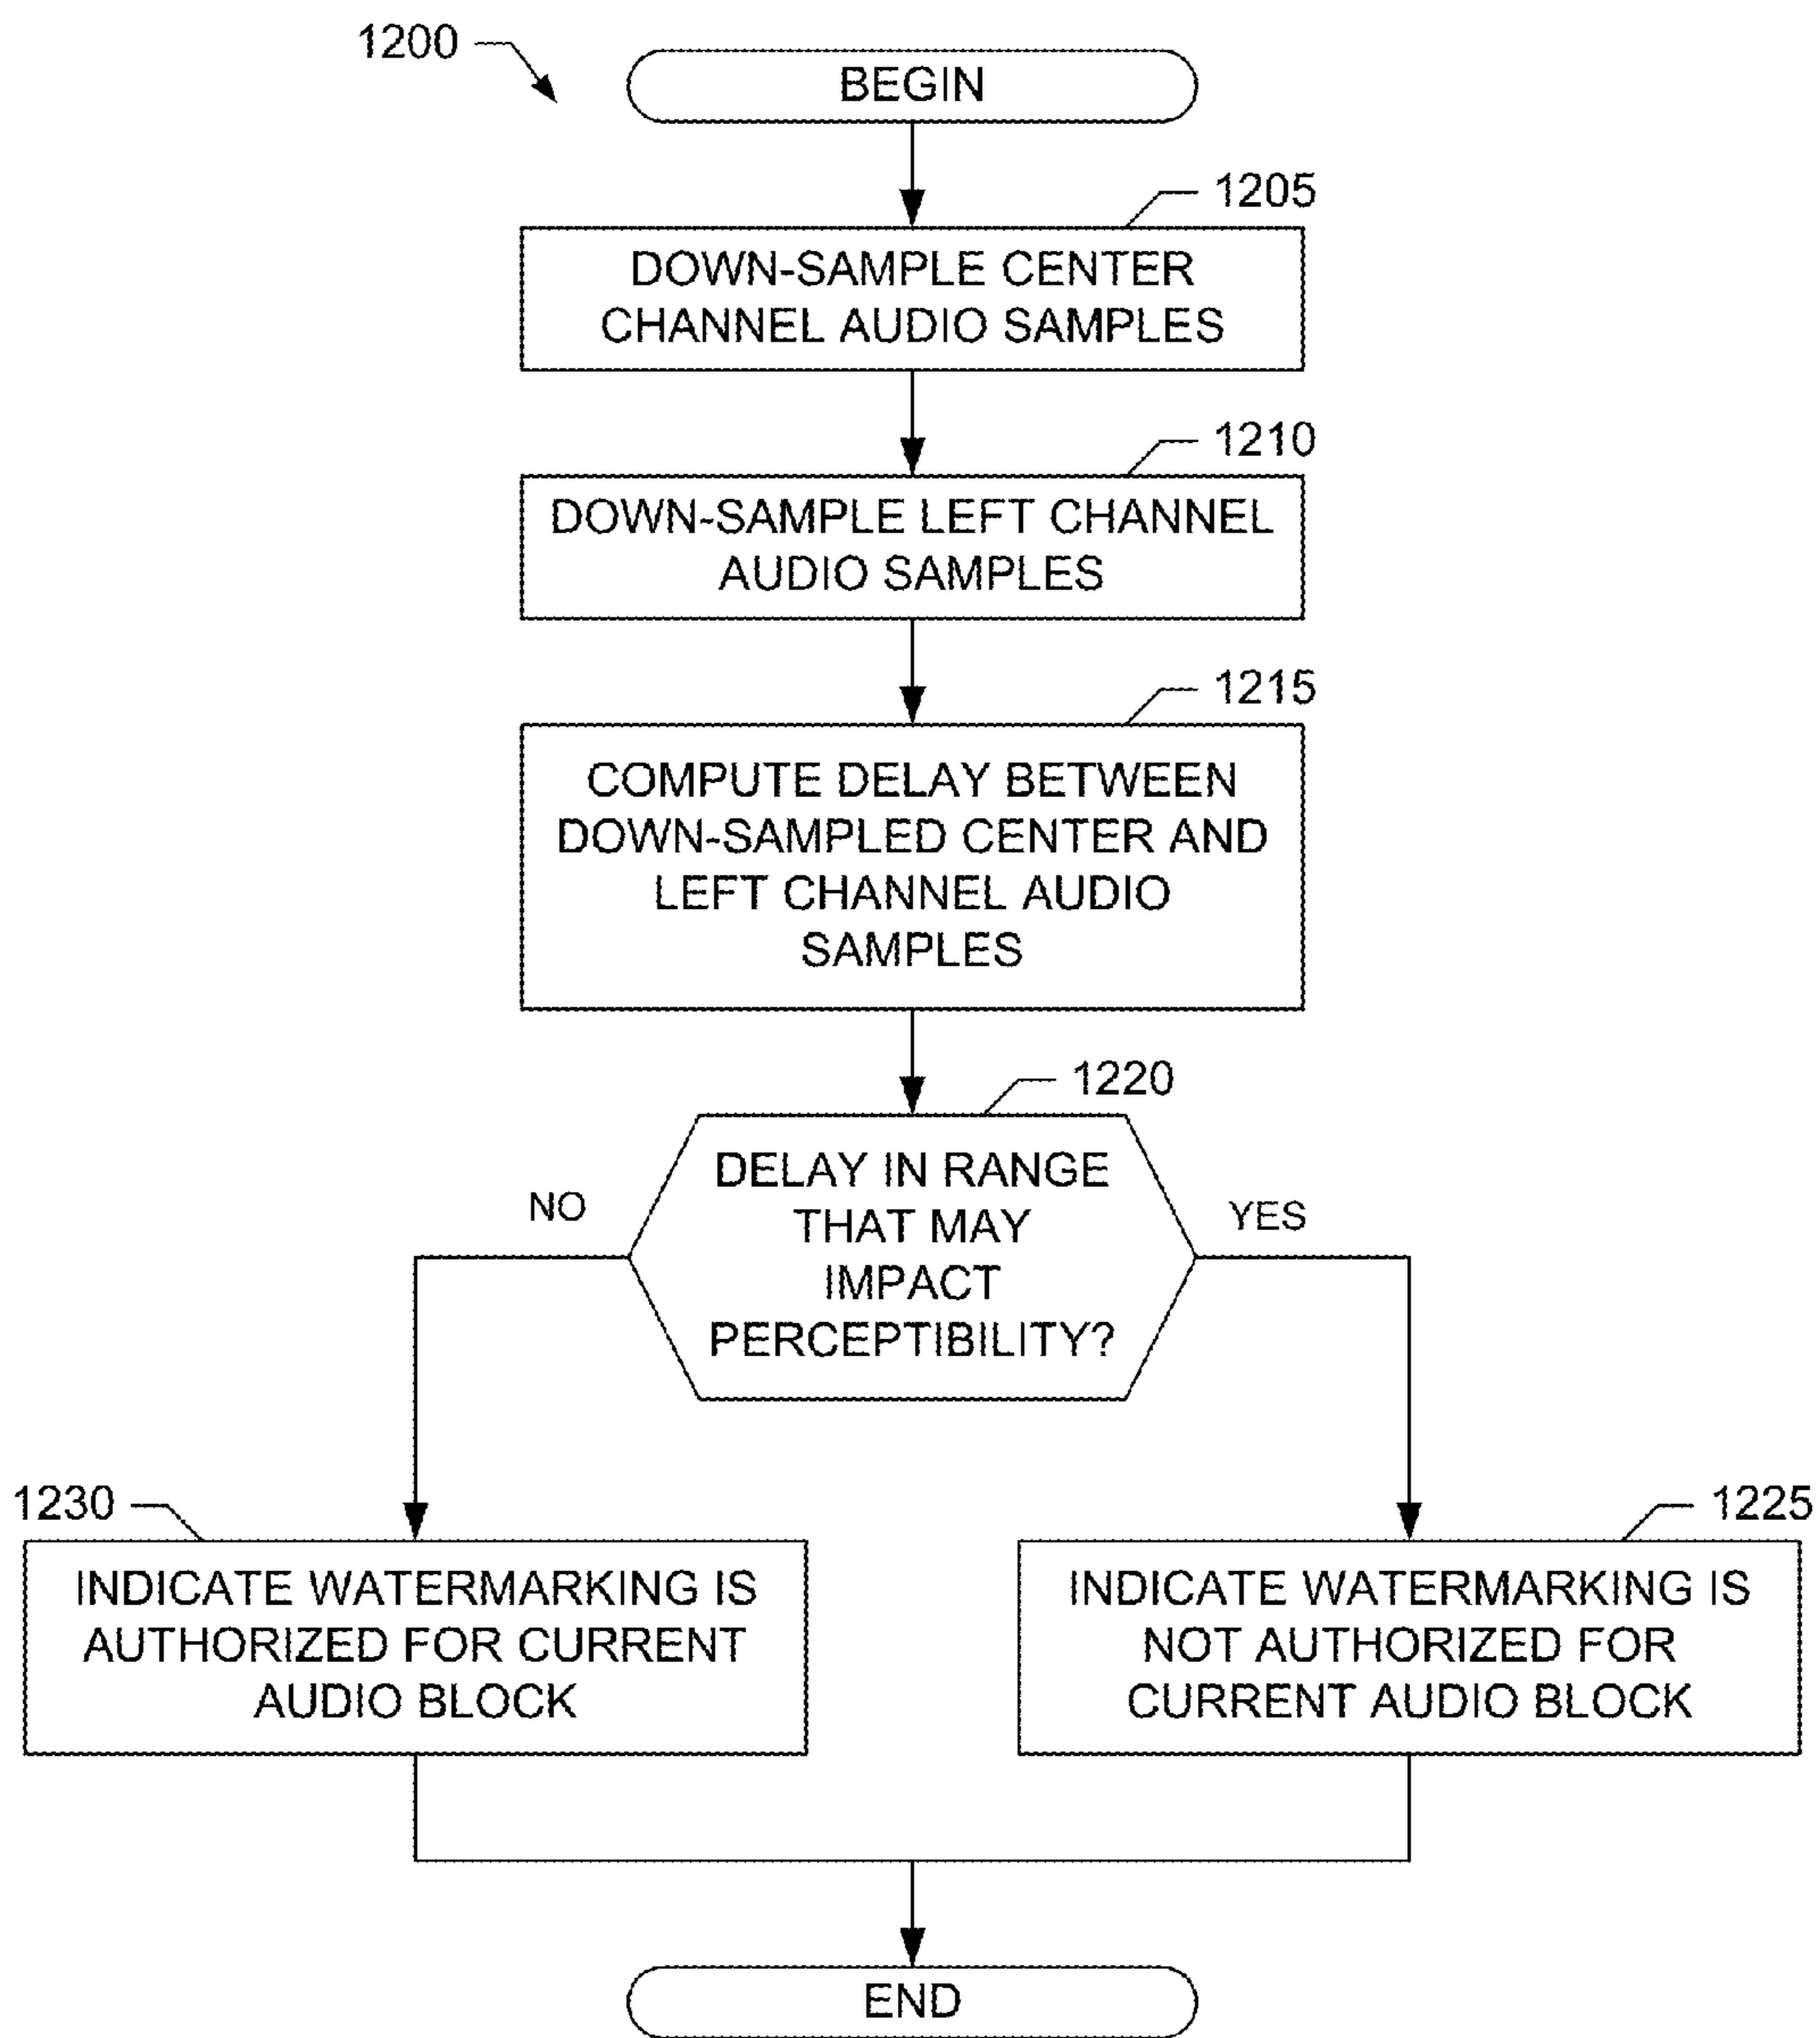 1200
BEGIN
1205
DOWN-SAMPLE CENTER
CHANNEL AUDIO SAMPLES
1210
DOWN-SAMPLE LEFT CHANNEL
AUDIO SAMPLES
1215
COMPUTE DELAY BETWEEN
DOWN-SAMPLED CENTER AND
LEFT CHANNEL AUDIO
SAMPLES
1220
DELAY IN RANGE
THAT MAY
IMPACT
PERCEPTIBILITY?
NO
YES
1230
INDICATE WATERMARKING IS
AUTHORIZED FOR CURRENT
AUDIO BLOCK
1225
INDICATE WATERMARKING IS
NOT AUTHORIZED FOR
CURRENT AUDIO BLOCK
END